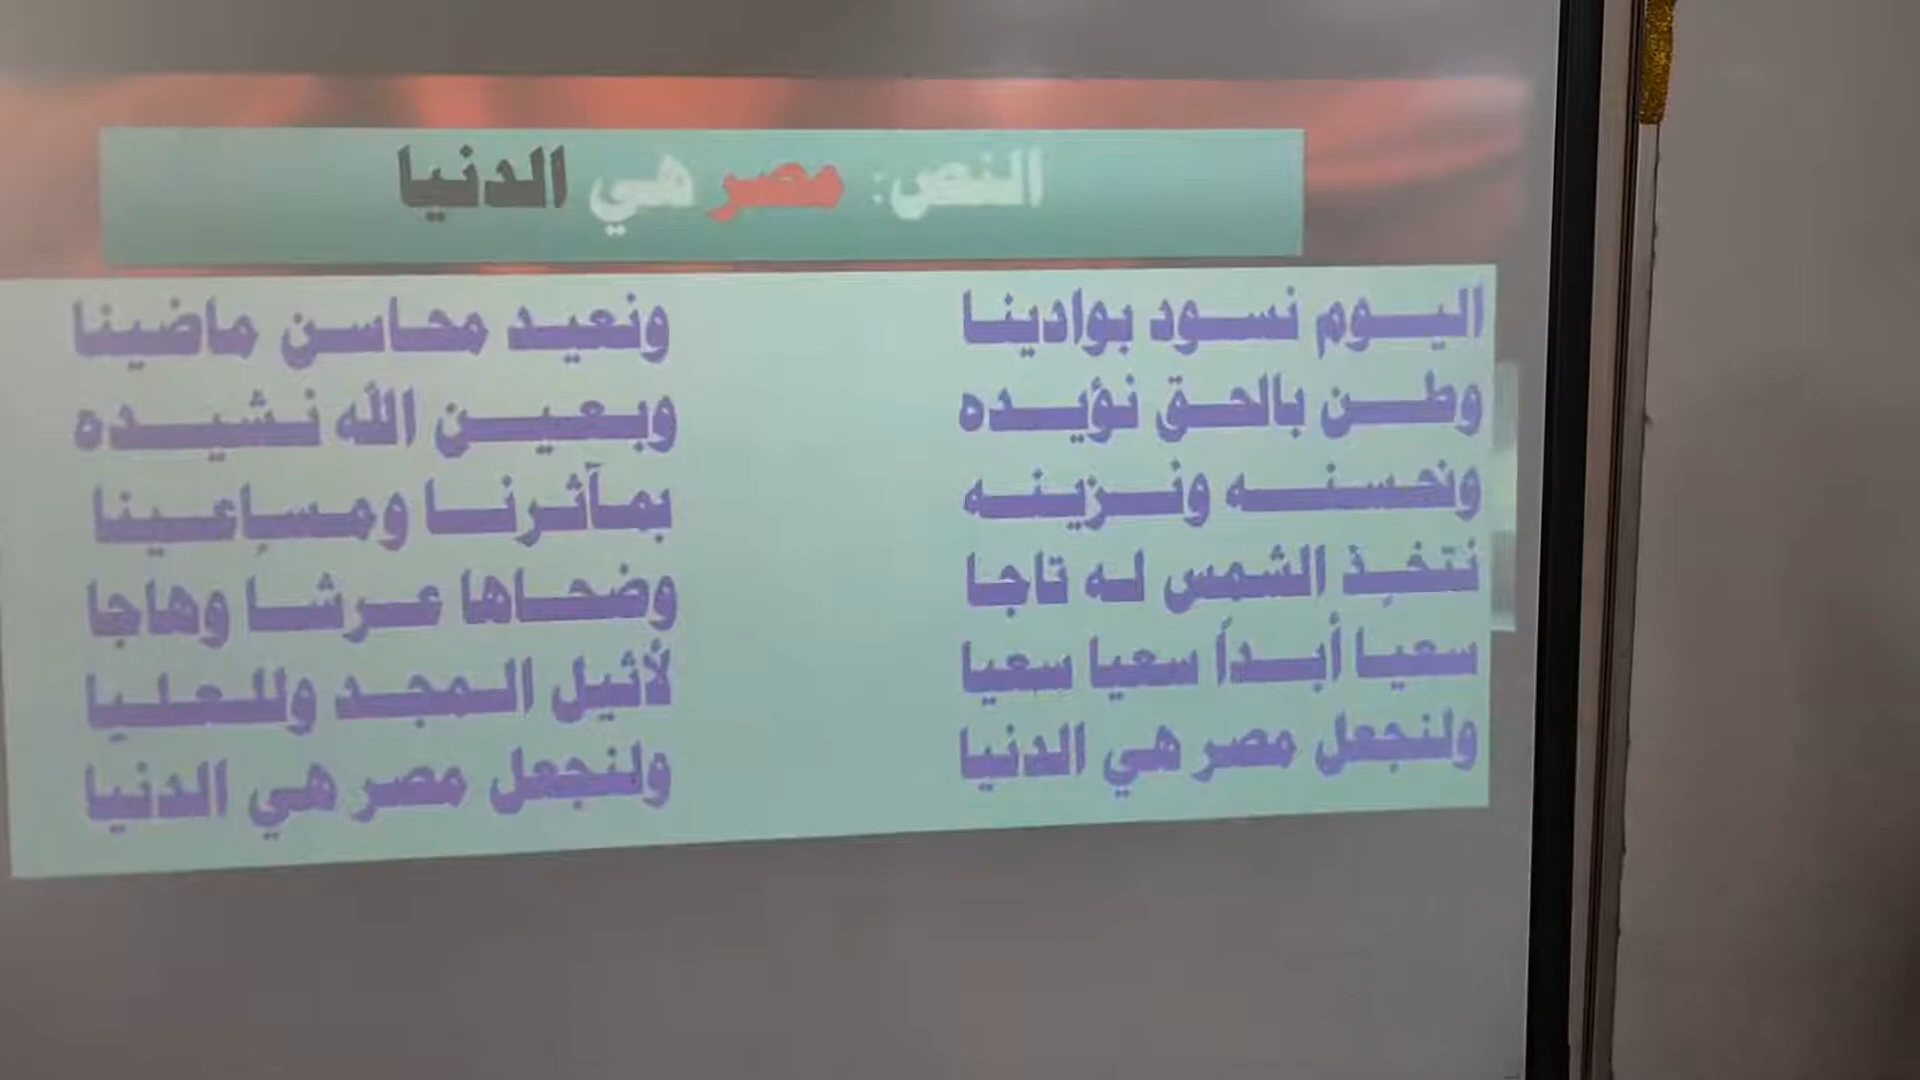 النص: مصر هي الدنيا
اليوم نسود بوادينا ونعيد محاسن ماضينا
وطن بالحق نؤيده وبعين الله نشيده
ونحسنه ونزينه بمآثرنا ومساعينا
نتخذ الشمس له تاجا وضحاها عرشا وهاجا
سعيا أبداً سعيا سعيا لأثيل المجد وللعليا
ولنجعل مصر هي الدنيا ولنجعل مصر هي الدنيا